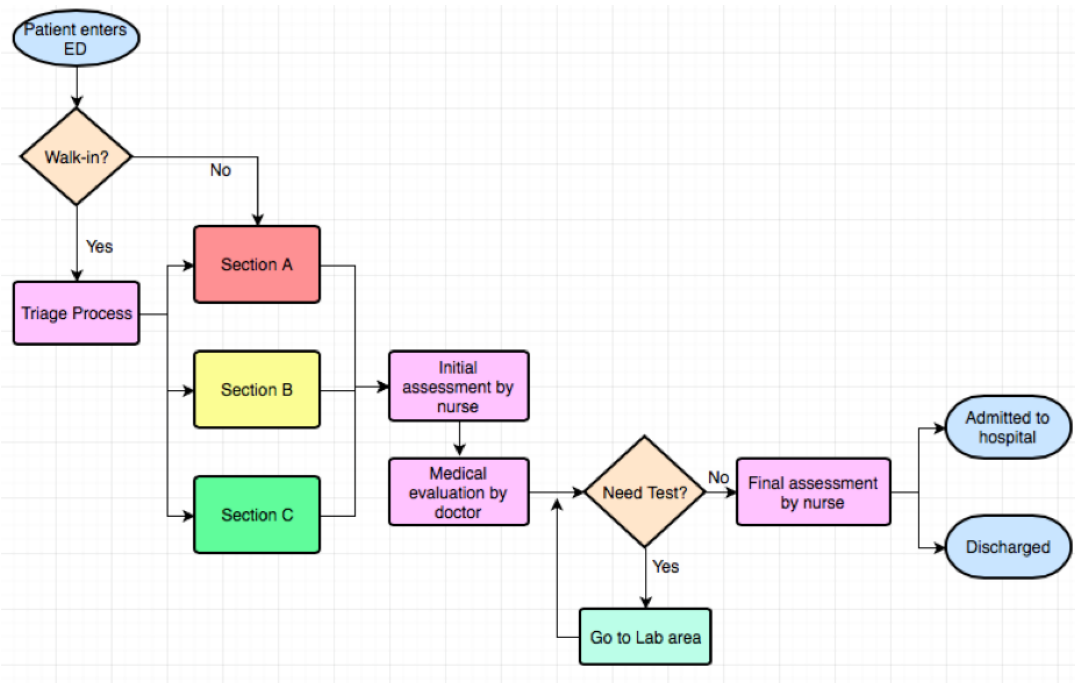 Patient enters
ED
Walk-in?
No
Yes
Triage Process
Section A
Section B
Section C
Initial
assessment by
nurse
Medical
evaluation by
doctor
Need Test?
No
Yes
Go to Lab area
Final assessment
by nurse
Admitted to
hospital
Discharged